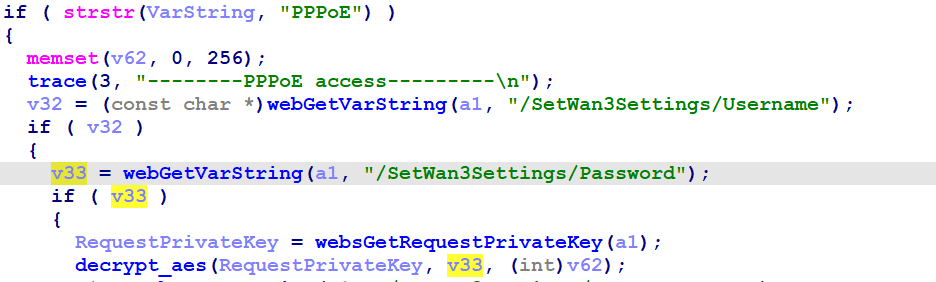 if ( strstr(VarString, "PPPoE") )
{
memset(v62, 0, 256);
trace(3, "--------PPPoE access---------\n");
v32 = (const char *)webGetVarString(a1, "/SetWan3Settings/Username");
if ( v32 )
{
v33 = webGetVarString(a1, "/SetWan3Settings/Password");
if ( v33 )
{
RequestPrivateKey = websGetRequestPrivateKey(a1);
decrypt_aes(RequestPrivateKey, v33, (int)v62);